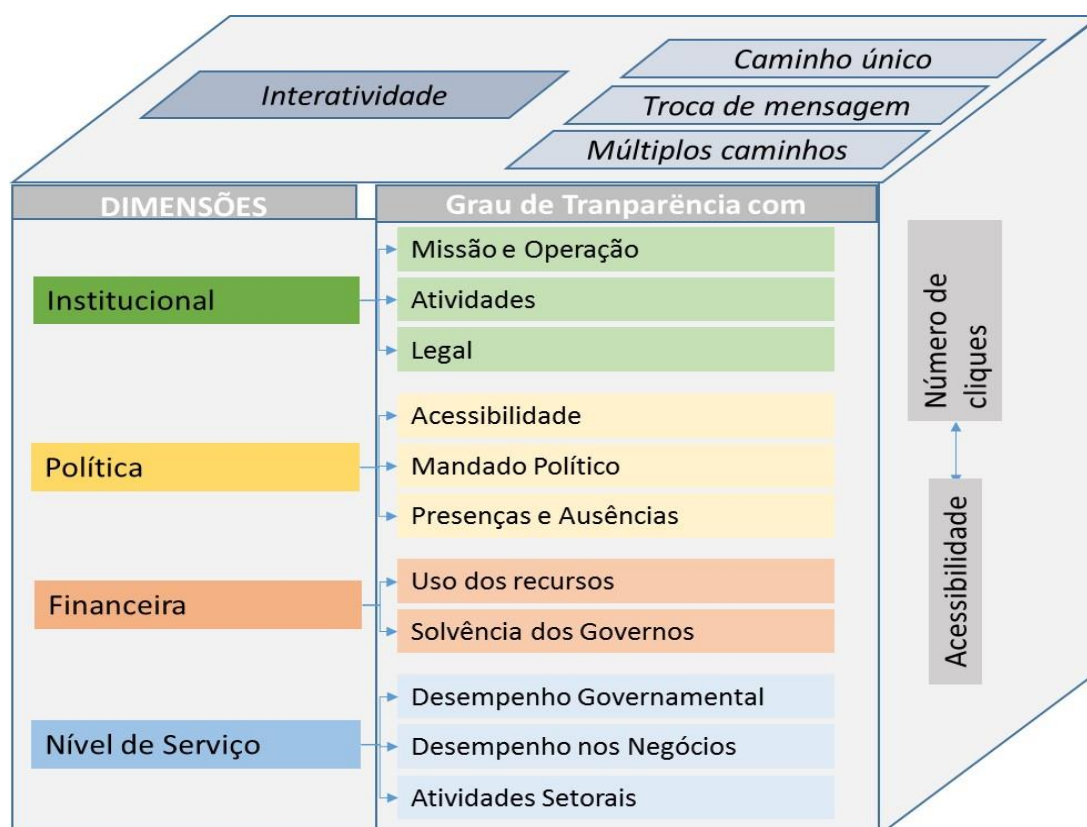 Interatividade
Caminho único
Troca de mensagem
Múltiplos caminhos
DIMENSÕES
Grau de Tranparëncia com
Institucional
Missão e Operação
Atividades
Legal
Política
Acessibilidade
Mandado Político
Presenças e Ausências
Financeira
Uso dos recursos
Solvência dos Governos
Nível de Serviço
Desempenho Governamental
Desempenho nos Negócios
Atividades Setorais
Número de
cliques
Acessibilidade